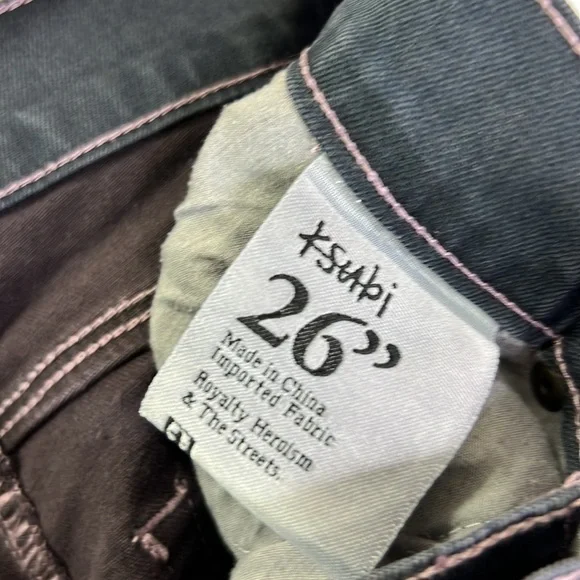 Ksubi
26"
Made in China
Imported Fabric
Royalty Heroism
& The Streets.